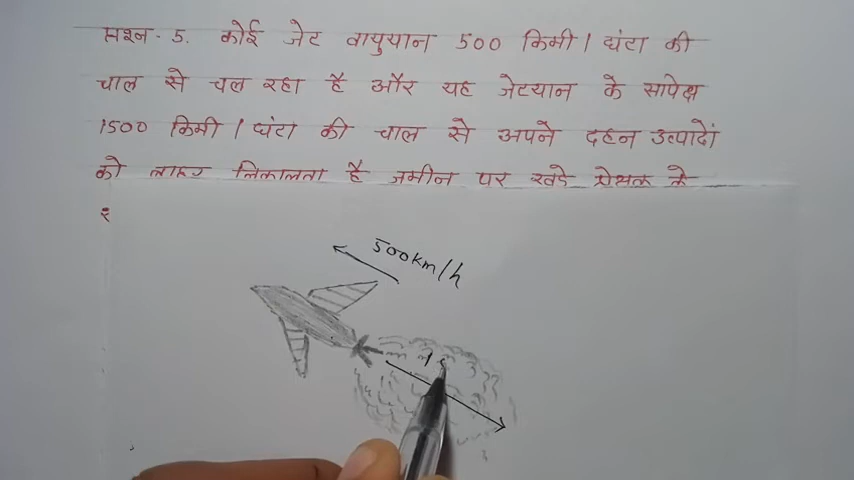 प्रश्न-5. कोई जेट वायुयान 500 किमी/घंटा की
चाल से चल रहा है और यह जेटयान के सापेक्ष
1500 किमी/घंटा की चाल से अपने दहन उत्पादों
को बाहर निकालता है जमीन पर खड़े प्रेक्षक के
500km/h
1